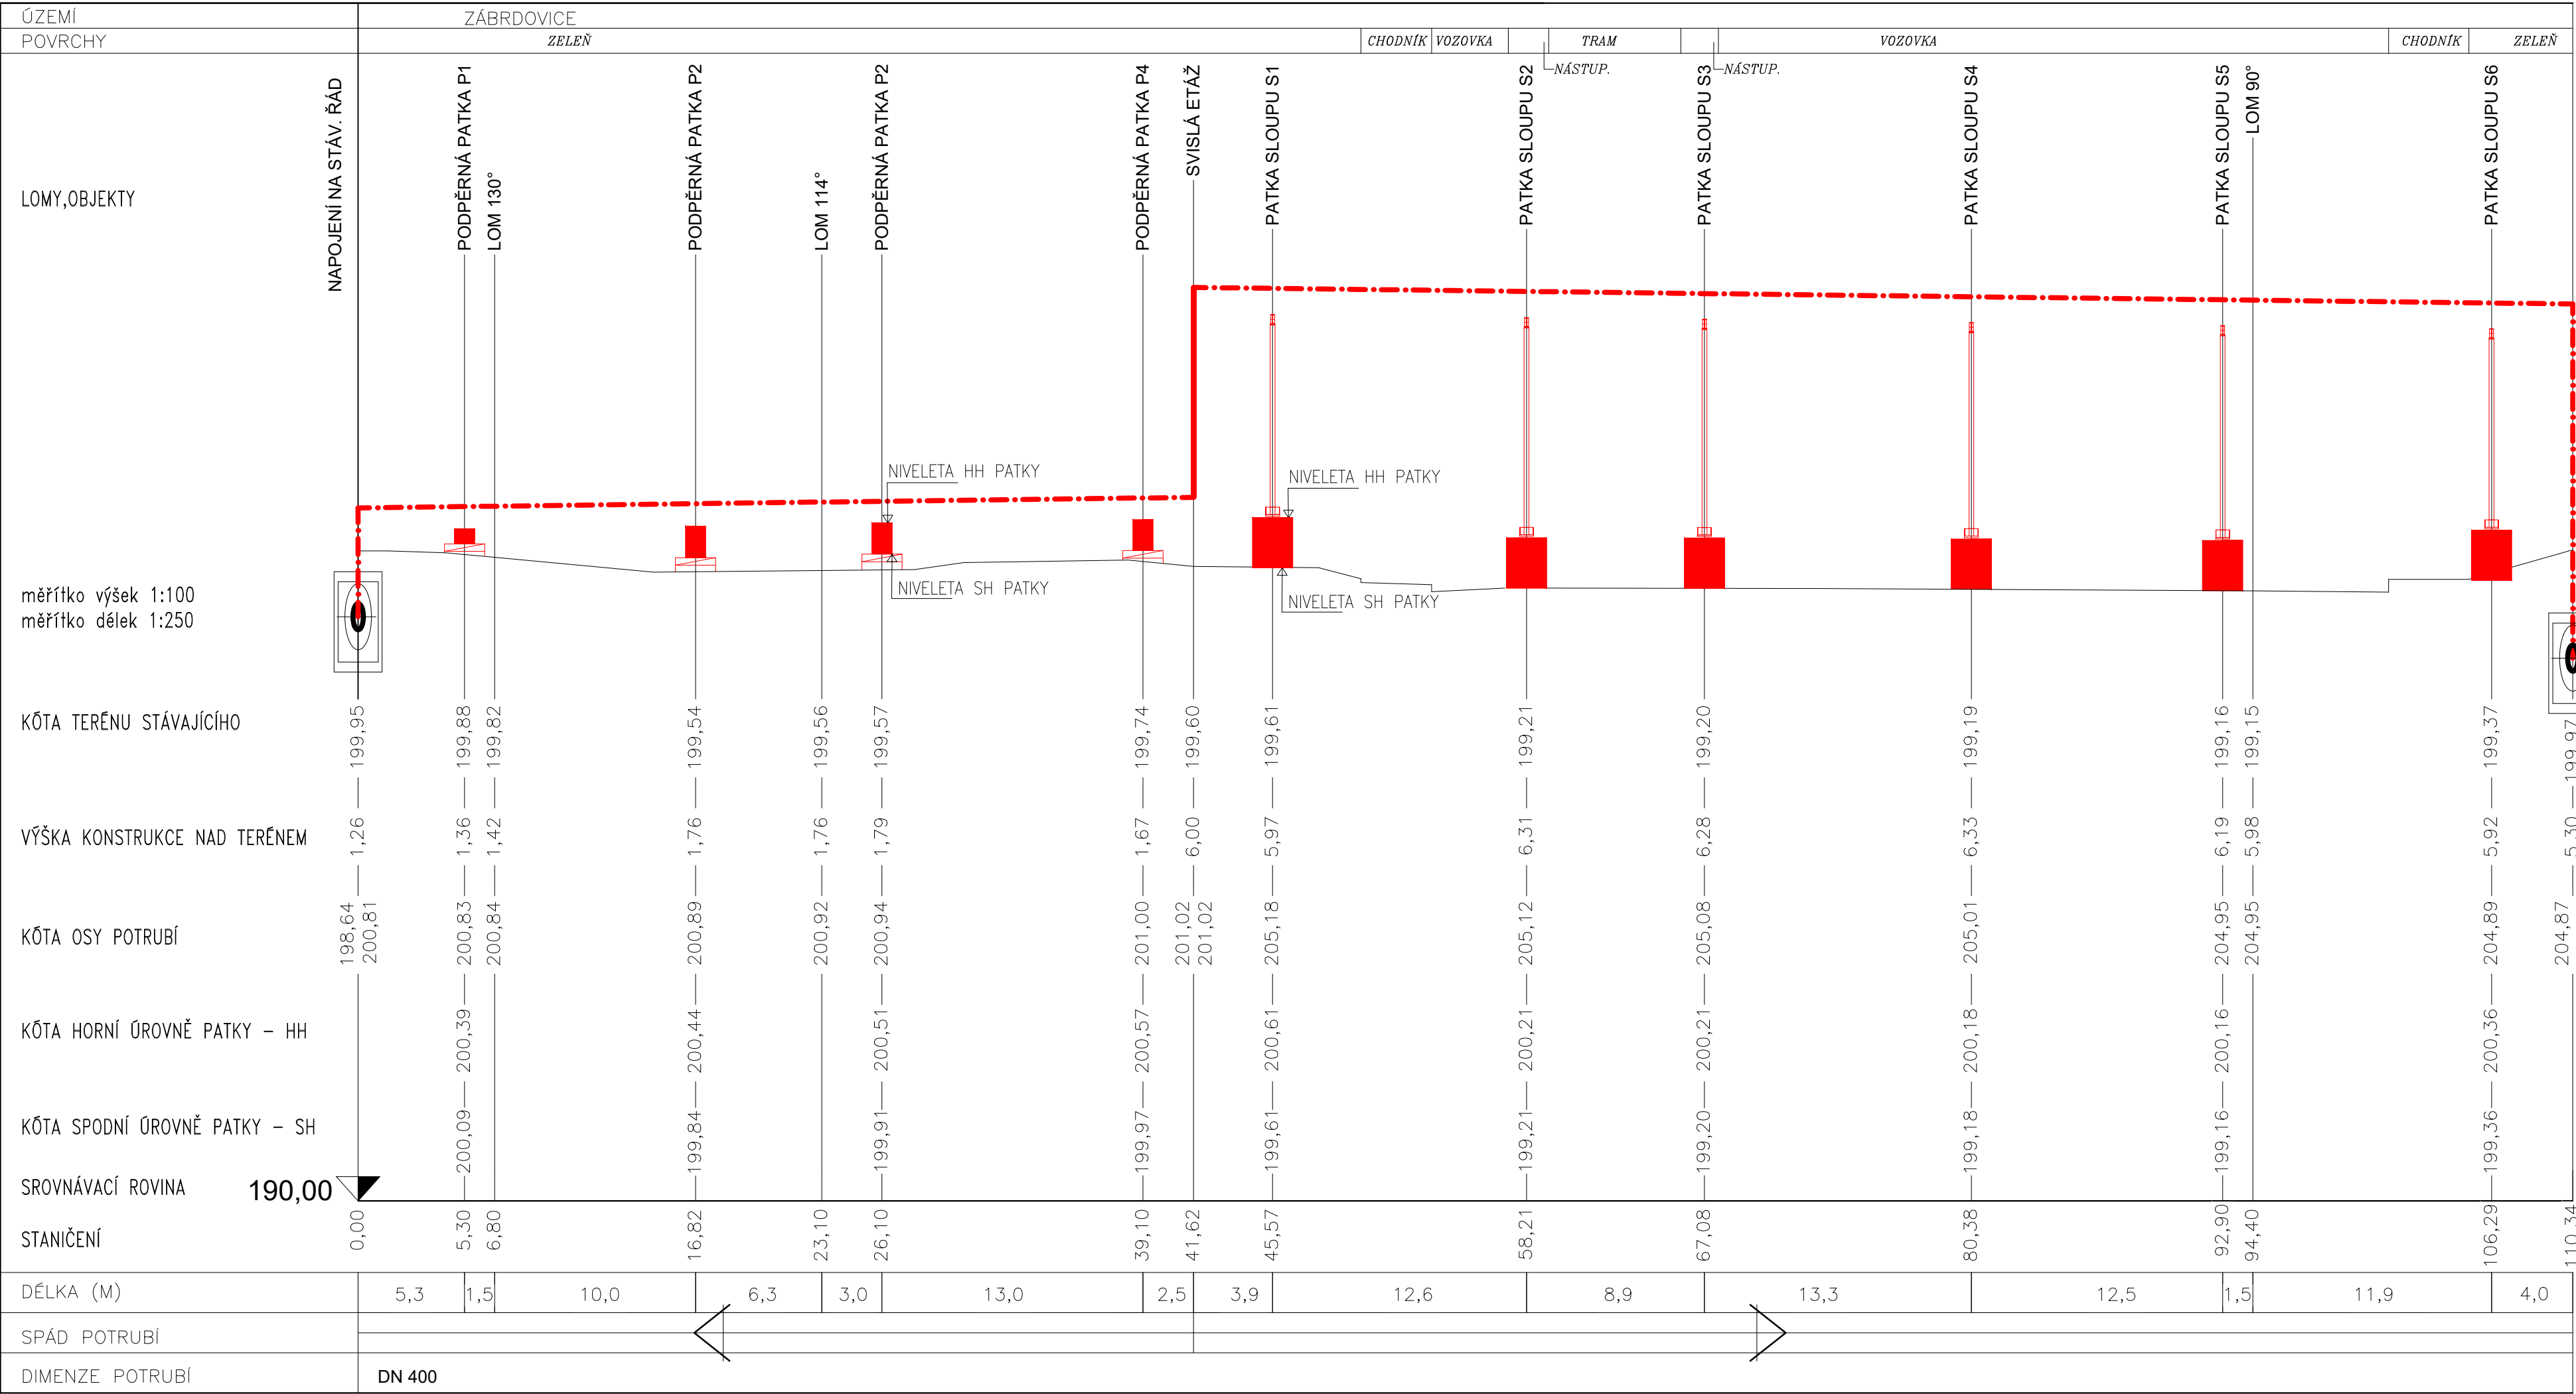 ÚZEMÍ ZÁBRDOVICE
POVRCHY ZELEŇ CHODNÍK VOZOVKA TRAM VOZOVKA CHODNÍK ZELEŇ
NÁSTUP. NÁSTUP.
LOMY,OBJEKTY
NAPOJENÍ NA STÁV. ŘÁD
PODPĚRNÁ PATKA P1
LOM 130°
PODPĚRNÁ PATKA P2
LOM 114°
PODPĚRNÁ PATKA P2
PODPĚRNÁ PATKA P4
SVISLÁ ETÁŽ
PATKA SLOUPU S1
PATKA SLOUPU S2
PATKA SLOUPU S3
PATKA SLOUPU S4
PATKA SLOUPU S5
LOM 90°
PATKA SLOUPU S6
NIVELETA HH PATKY
NIVELETA HH PATKY
NIVELETA SH PATKY
NIVELETA SH PATKY
měřítko výšek 1:100
měřítko délek 1:250
KÓTA TERÉNU STÁVAJÍCÍHO 199,95 199,88 199,82 199,54 199,56 199,57 199,74 199,60 199,61 199,21 199,20 199,19 199,16 199,15 199,37 199,97
VÝŠKA KONSTRUKCE NAD TERÉNEM 1,26 1,36 1,42 1,76 1,76 1,79 1,67 6,00 5,97 6,31 6,28 6,33 6,19 5,98 5,92 5,30
KÓTA OSY POTRUBÍ 198,64 200,81 200,83 200,84 200,89 200,92 200,94 201,00 201,02 201,02 205,18 205,12 205,08 205,01 204,95 204,95 204,89 204,87
KÓTA HORNÍ ÚROVNĚ PATKY – HH 200,39 200,44 200,51 200,57 200,61 200,21 200,21 200,18 200,16 200,36
KÓTA SPODNÍ ÚROVNĚ PATKY – SH 200,09 199,84 199,91 199,97 199,61 199,21 199,20 199,18 199,16 199,36
SROVNÁVACÍ ROVINA 190,00
STANIČENÍ 0,00 5,30 6,80 16,82 23,10 26,10 39,10 41,62 45,57 58,21 67,08 80,38 92,90 94,40 106,29 110,34
DÉLKA (M) 5,3 1,5 10,0 6,3 3,0 13,0 2,5 3,9 12,6 8,9 13,3 12,5 1,5 11,9 4,0
SPÁD POTRUBÍ
DIMENZE POTRUBÍ DN 400